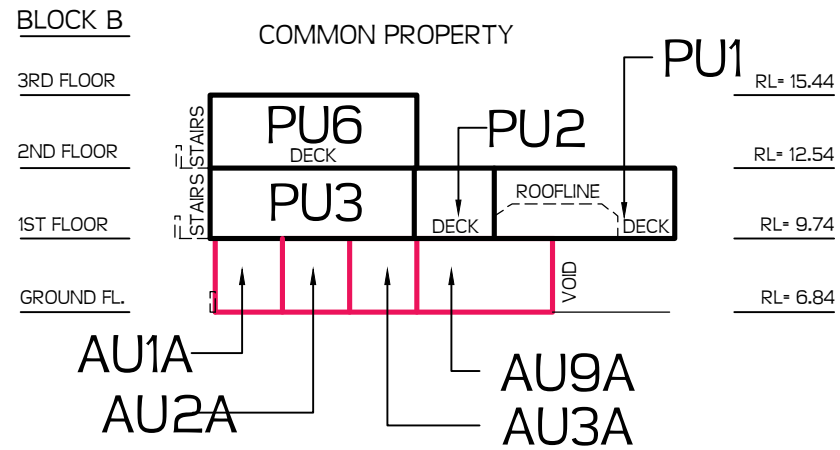 BLOCK B
COMMON PROPERTY
PU1
3RD FLOOR
RL= 15.44
STAIRS
PU6
DECK
PU2
2ND FLOOR
RL= 12.54
STAIRS
PU3
ROOFLINE
DECK
DECK
1ST FLOOR
RL= 9.74
VOID
GROUND FL.
RL= 6.84
AU1A
AU9A
AU2A
AU3A